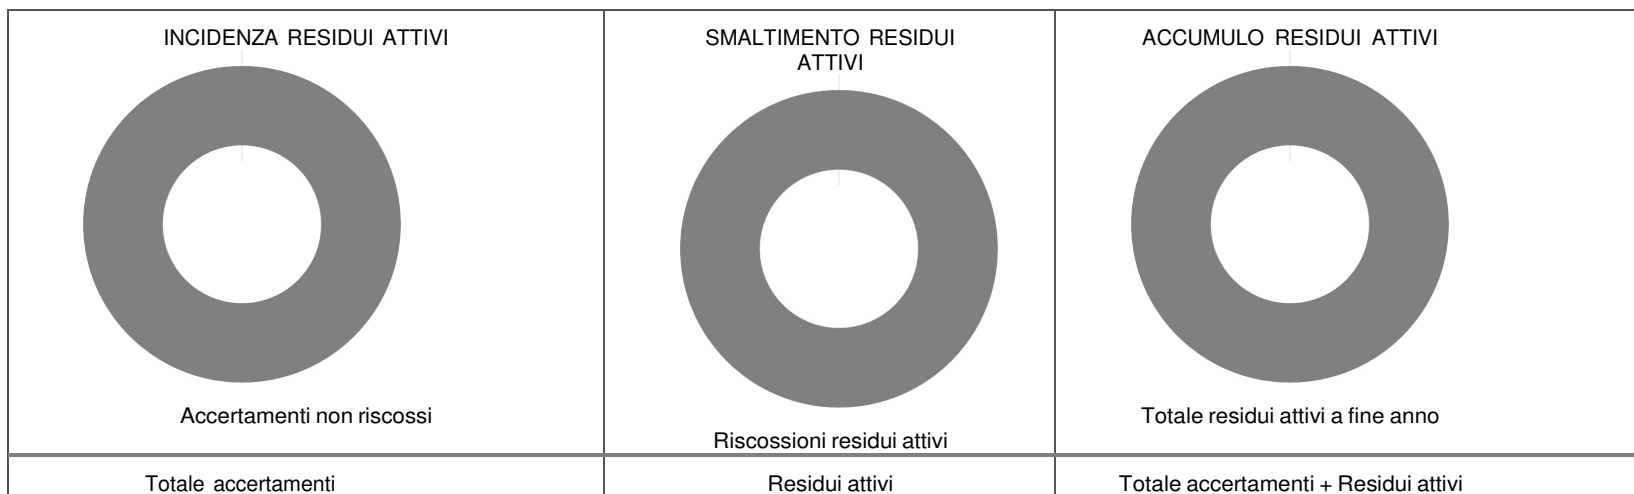 INCIDENZA RESIDUI ATTIVI
Accertamenti non riscossi
Totale accertamenti
SMALTIMENTO RESIDUI
ATTIVI
Riscossioni residui attivi
Residui attivi
ACCUMULO RESIDUI ATTIVI
Totale residui attivi a fine anno
Totale accertamenti + Residui attivi